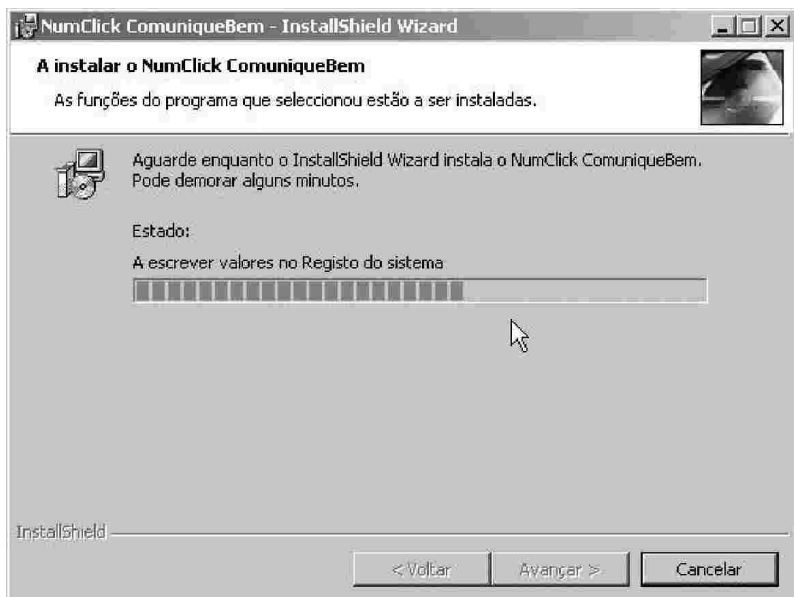 NumClick ComuniqueBem - InstallShield Wizard
A instalar o NumClick ComuniqueBem
As funções do programa que seleccionou estão a ser instaladas.
Aguarde enquanto o InstallShield Wizard instala o NumClick ComuniqueBem.
Pode demorar alguns minutos.
Estado:
A escrever valores no Registo do sistema
InstallShield
< Voltar
Avançar >
Cancelar